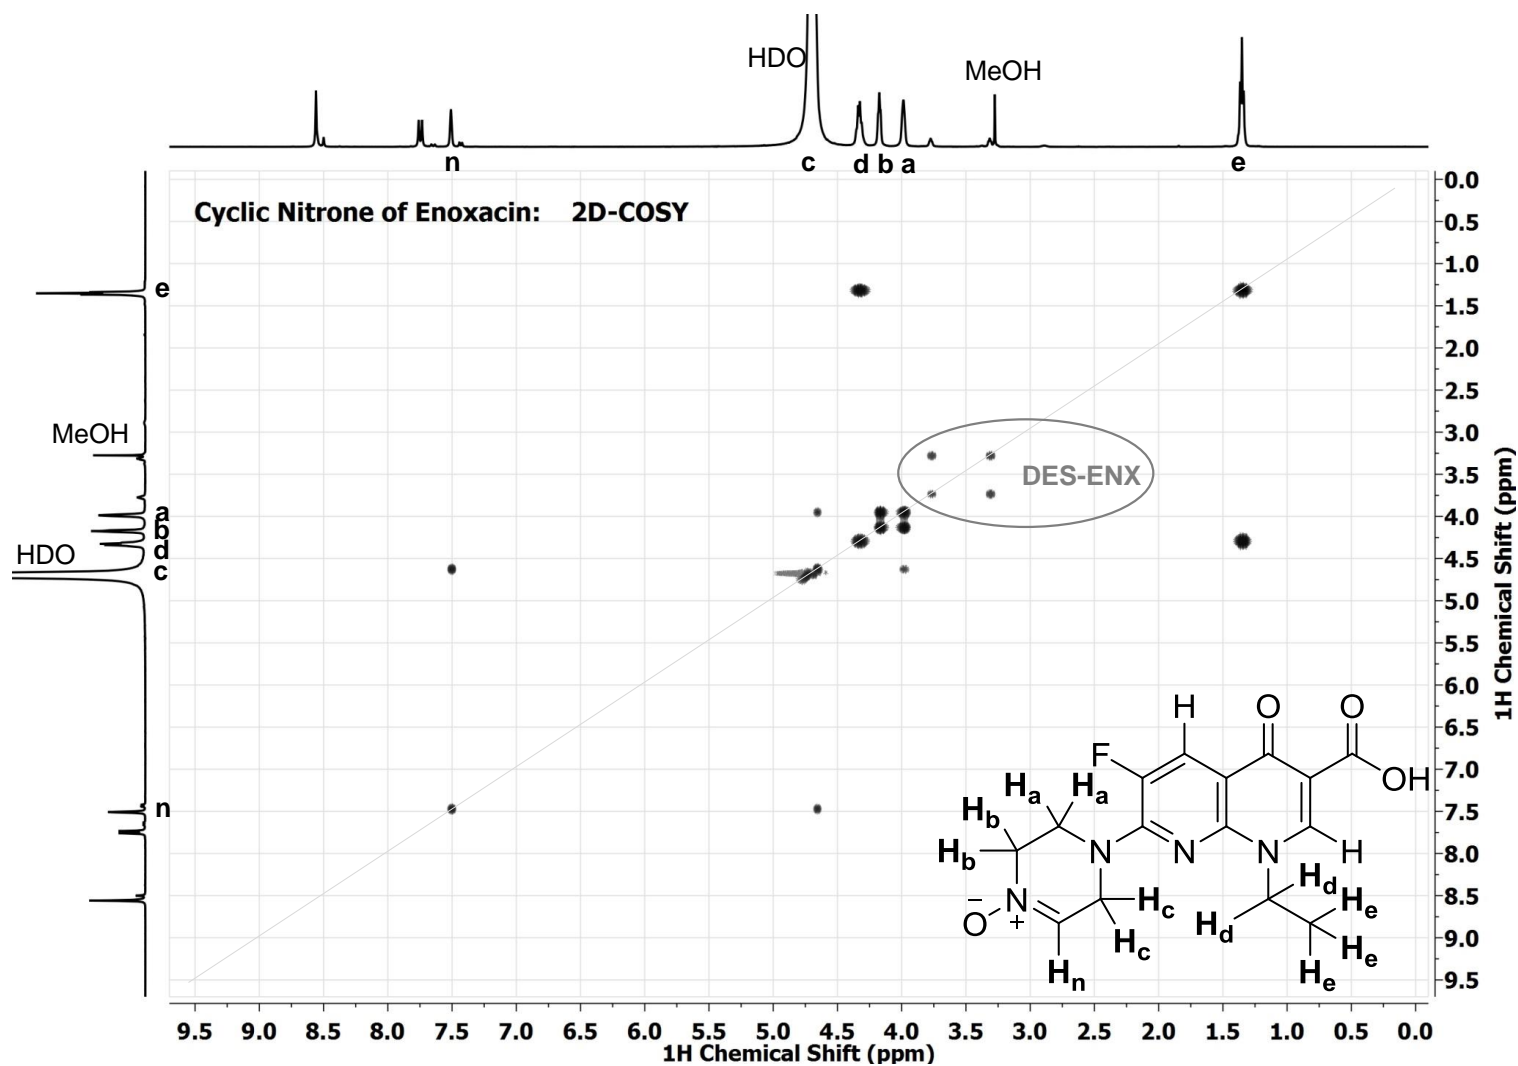 HDO
MeOH
n
c
d
b
a
e
Cyclic Nitrone of Enoxacin: 2D-COSY
e
MeOH
a
b
d
HDO
c
n
DES-ENX
0.0
0.5
1.0
1.5
2.0
2.5
3.0
3.5
4.0
4.5
5.0
5.5
6.0
6.5
7.0
7.5
8.0
8.5
9.0
9.5
1H Chemical Shift (ppm)
H O O
F OH
Ha Ha
Hb
Hb N N N H
Hd
− N Hc He
O + Hc Hd He
Hn He
9.5 9.0 8.5 8.0 7.5 7.0 6.5 6.0 5.5 5.0 4.5 4.0 3.5 3.0 2.5 2.0 1.5 1.0 0.5 0.0
1H Chemical Shift (ppm)